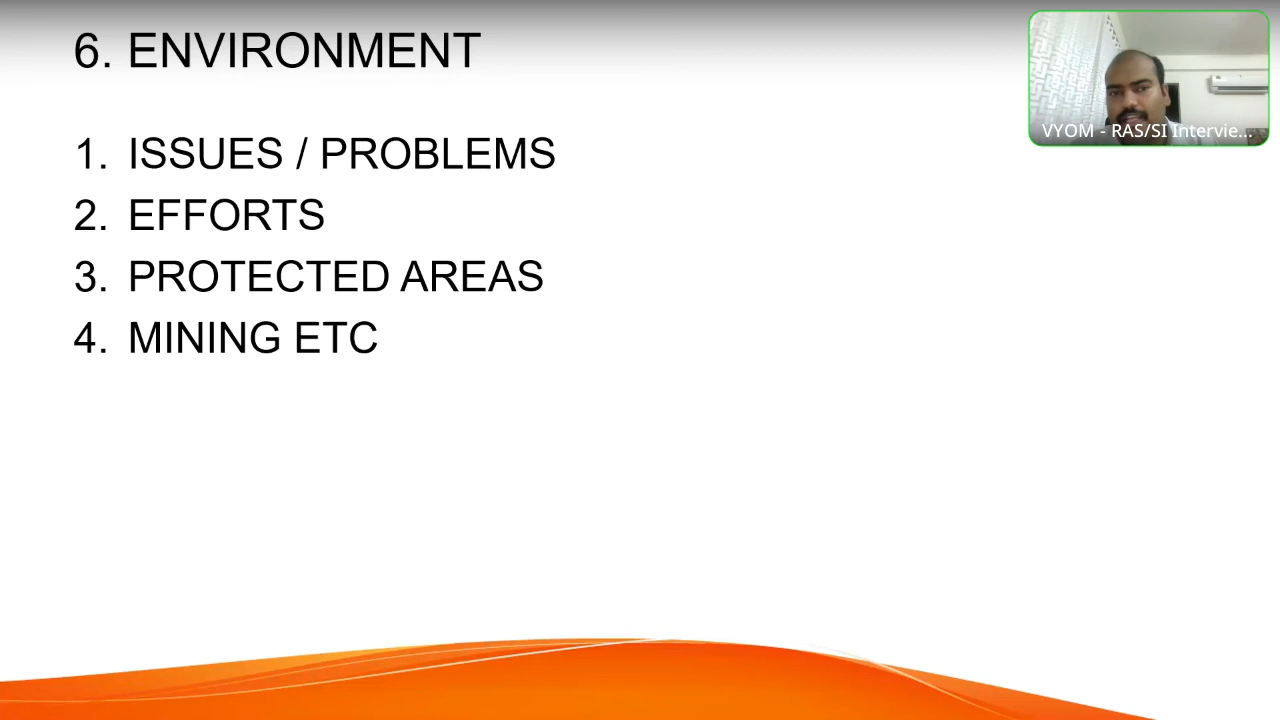 6. ENVIRONMENT
1. ISSUES / PROBLEMS
2. EFFORTS
3. PROTECTED AREAS
4. MINING ETC
VYOM - RAS/SI Intervie...